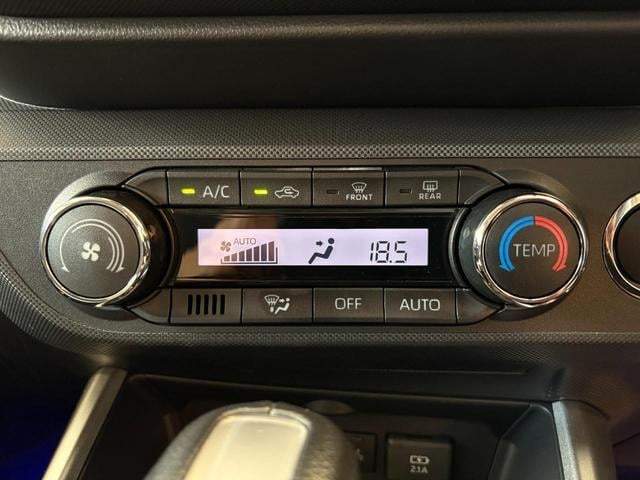 A/C
FRONT
REAR
AUTO
18.5
TEMP
OFF
AUTO
2.1A